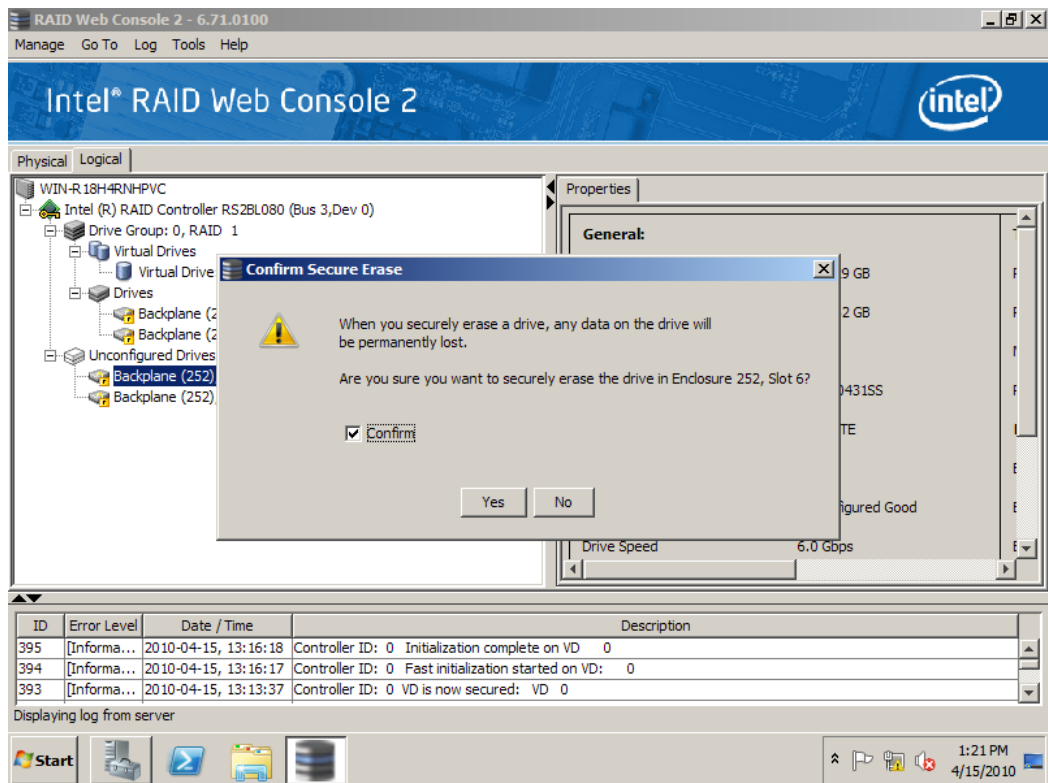 RAID Web Console 2 - 6.71.0100
Manage Go To Log Tools Help
Intel® RAID Web Console 2
intel
Physical Logical
WIN-R18H4RNHPVC
Intel (R) RAID Controller RS2BL080 (Bus 3,Dev 0)
Drive Group: 0, RAID 1
Virtual Drives
Virtual Drive
Drives
Backplane (2
Backplane (2
Unconfigured Drives
Backplane (252)
Backplane (252)
Properties
General:
9 GB
2 GB
0431SS
TE
igured Good
Drive Speed 6.0 Gbps
Confirm Secure Erase
When you securely erase a drive, any data on the drive will
be permanently lost.
Are you sure you want to securely erase the drive in Enclosure 252, Slot 6?
Confirm
Yes No
ID Error Level Date / Time Description
395 [Informa... 2010-04-15, 13:16:18 Controller ID: 0 Initialization complete on VD 0
394 [Informa... 2010-04-15, 13:16:17 Controller ID: 0 Fast initialization started on VD: 0
393 [Informa... 2010-04-15, 13:13:37 Controller ID: 0 VD is now secured: VD 0
Displaying log from server
Start
1:21 PM
4/15/2010